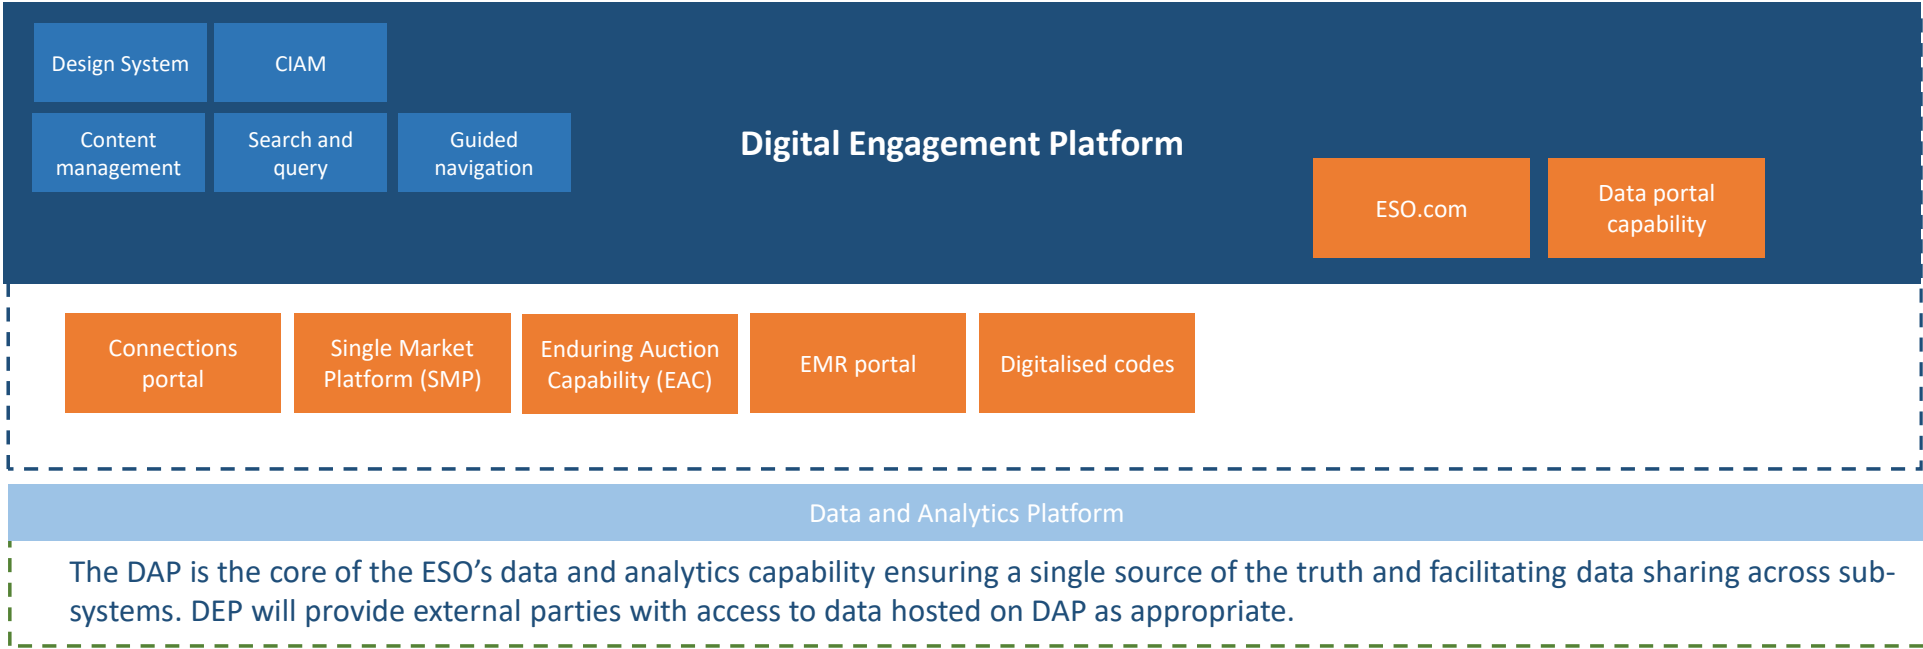 Design System
CIAM
Content
management
Search and
query
Guided
navigation
Digital Engagement Platform
ESO.com
Data portal
capability
Connections
portal
Single Market
Platform (SMP)
Enduring Auction
Capability (EAC)
EMR portal
Digitalised codes
Data and Analytics Platform
The DAP is the core of the ESO’s data and analytics capability ensuring a single source of the truth and facilitating data sharing across sub-
systems. DEP will provide external parties with access to data hosted on DAP as appropriate.